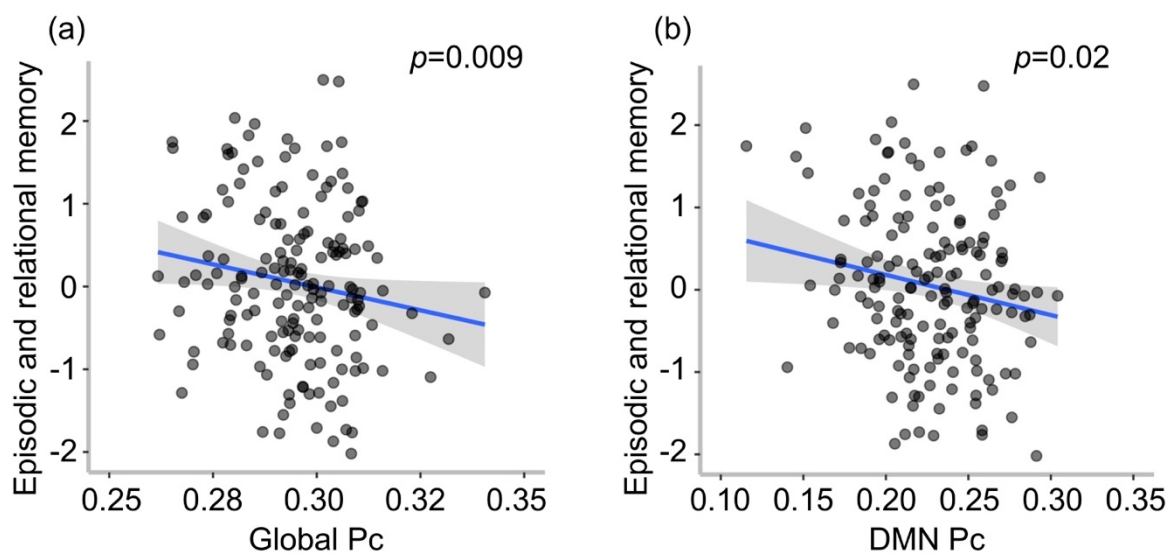 (a)
p=0.009
Episodic and relational memory
2
1
0
-1
-2
0.25
0.28
0.30
0.32
0.35
Global Pc
(b)
p=0.02
Episodic and relational memory
2
1
0
-1
-2
0.10
0.15
0.20
0.25
0.30
0.35
DMN Pc